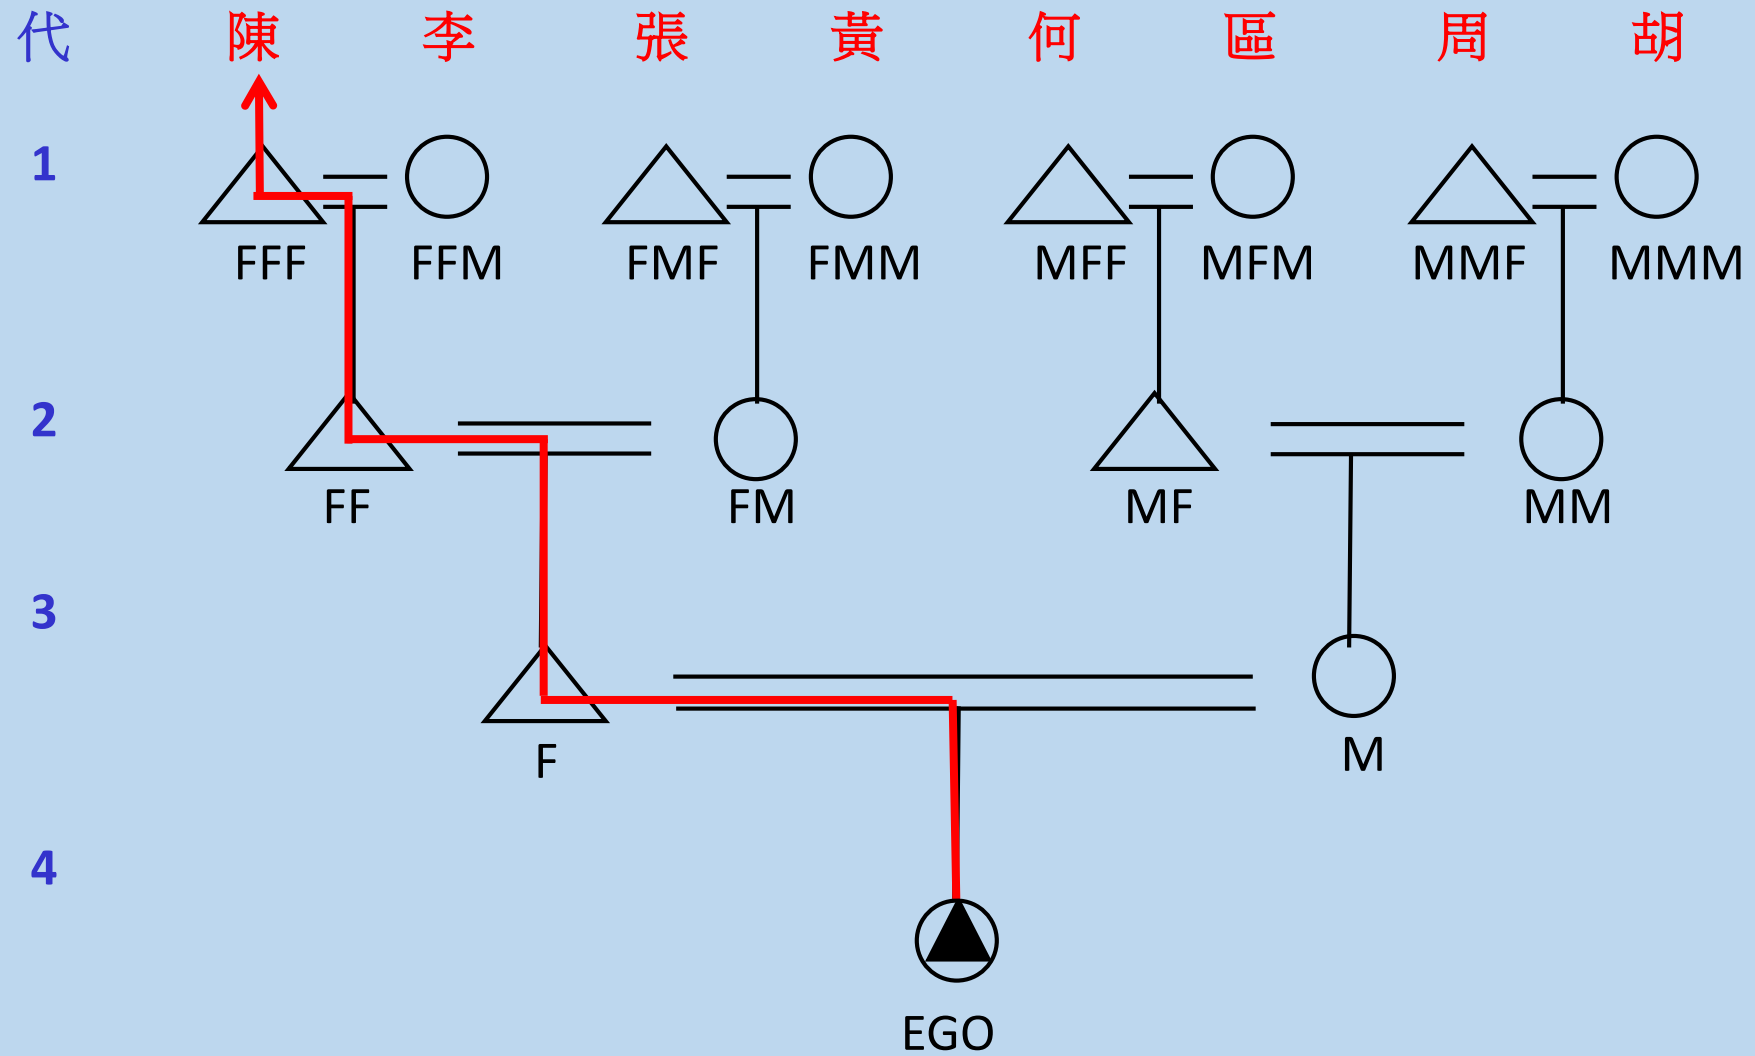 代 陳 李 張 黃 何 區 周 胡
1
FFF FFM FMF FMM MFF MFM MMF MMM
2
FF FM MF MM
3
F M
4
EGO